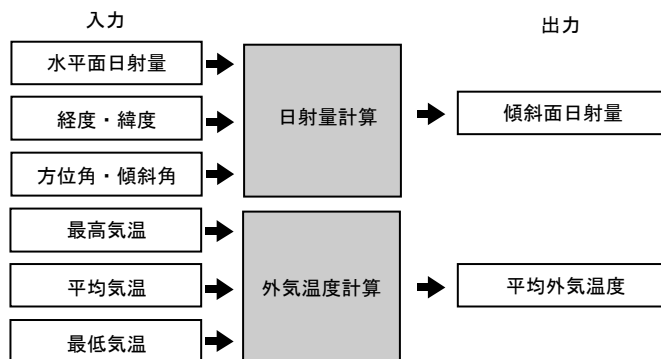 入力
出力
水平面日射量
経度・緯度
方位角・傾斜角
日射量計算
傾斜面日射量
最高気温
平均気温
最低気温
外気温度計算
平均外気温度